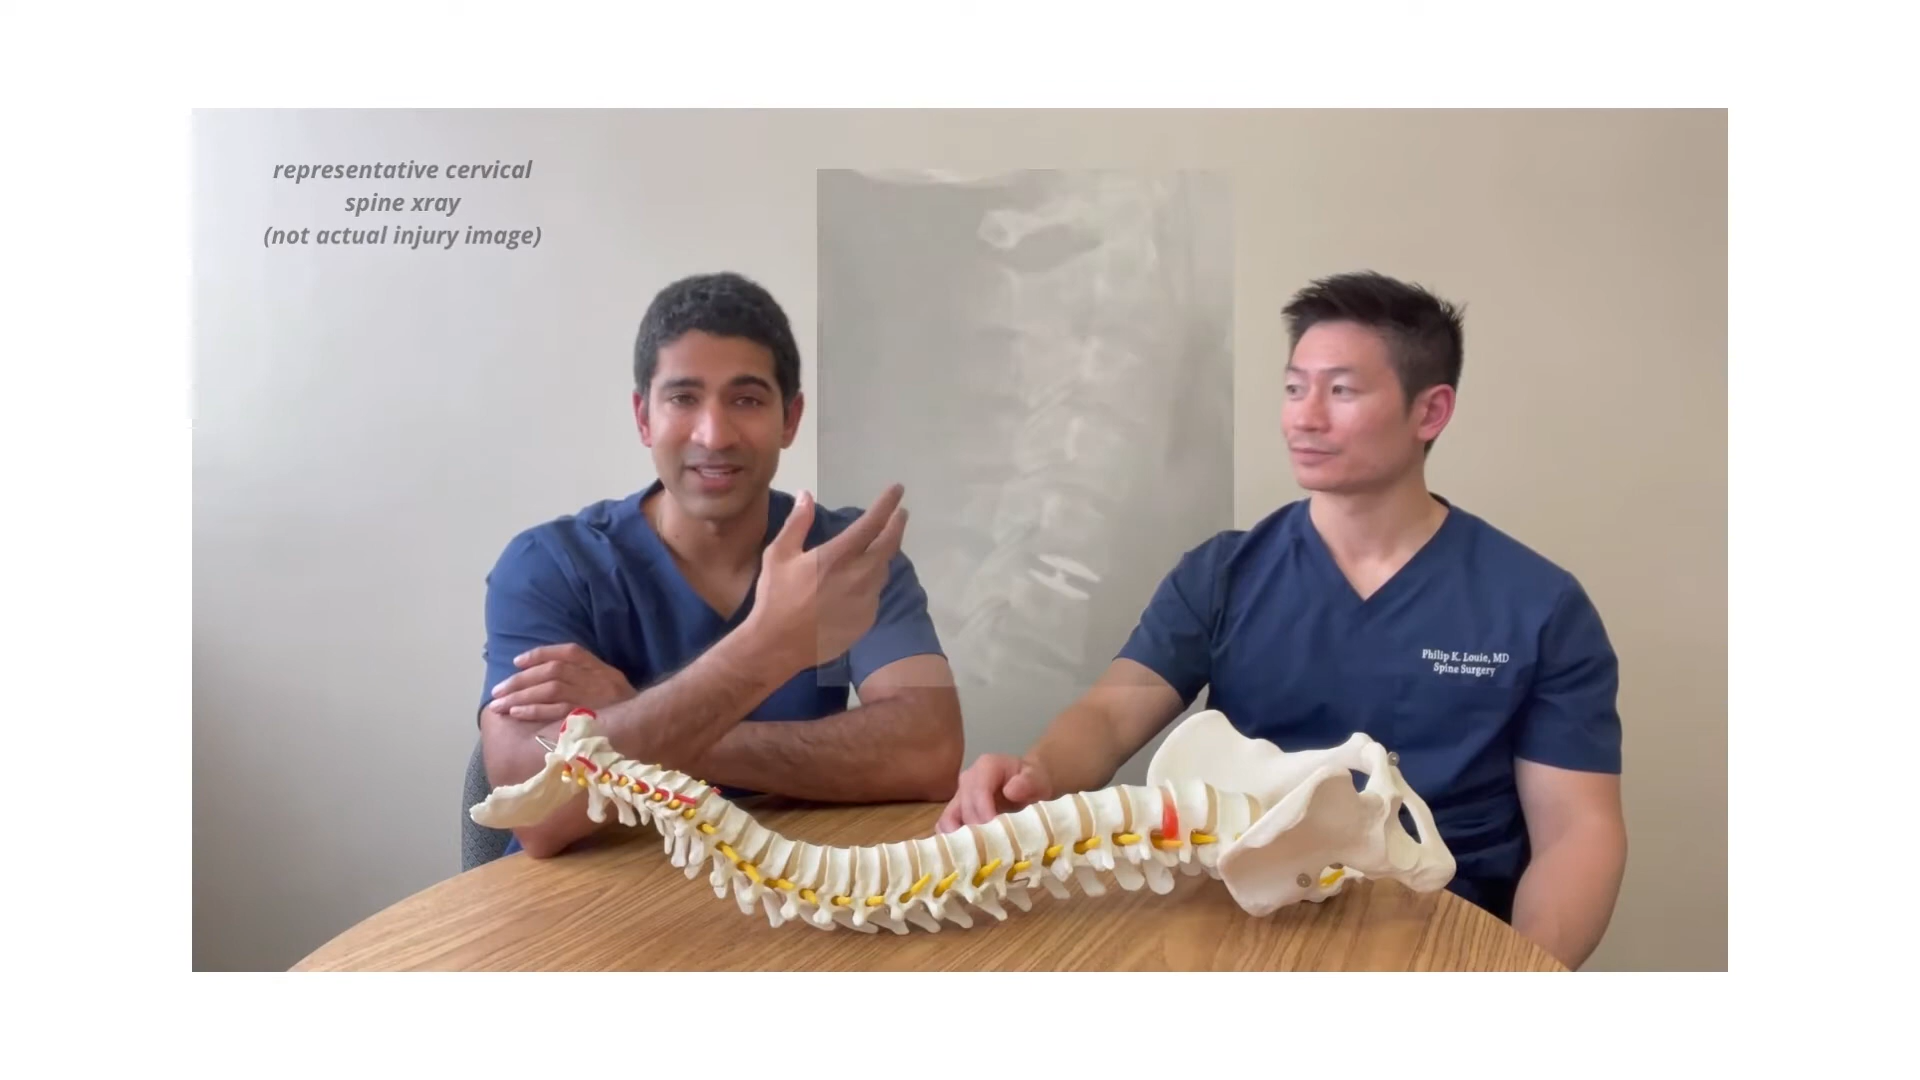 representative cervical
spine xray
(not actual injury image)
Philip K. Louie, MD
Spine Surgery